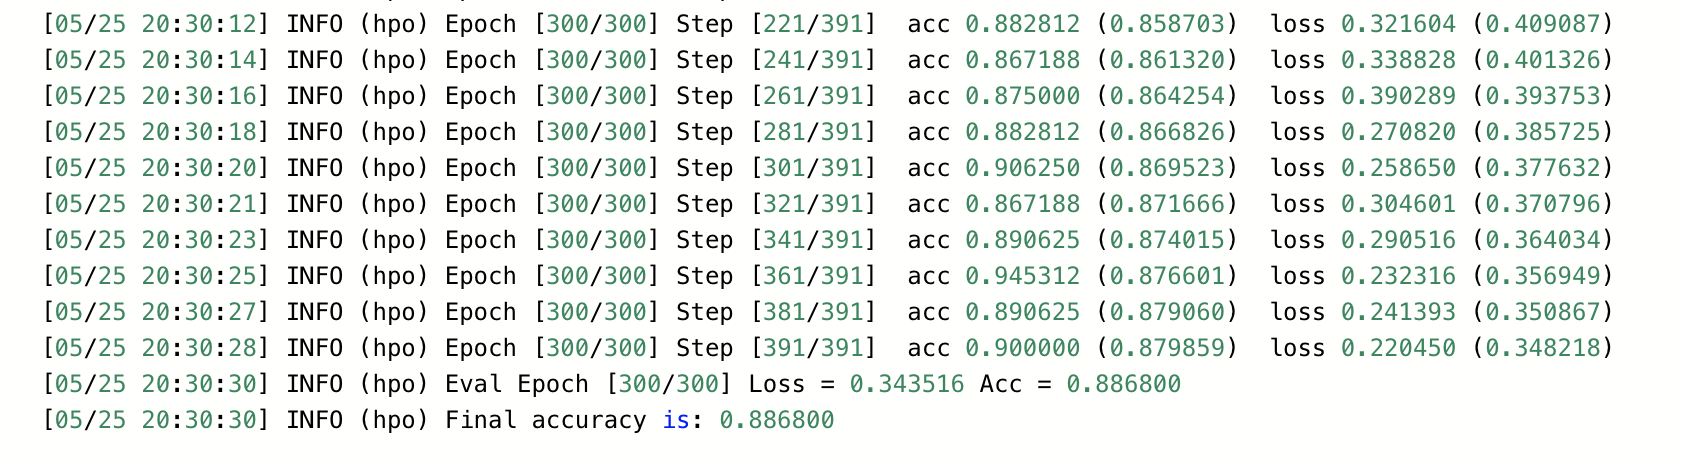 [05/25 20:30:12] INFO (hpo) Epoch [300/300] Step [221/391]  acc 0.882812 (0.858703)  loss 0.321604 (0.409087)
[05/25 20:30:14] INFO (hpo) Epoch [300/300] Step [241/391]  acc 0.867188 (0.861320)  loss 0.338828 (0.401326)
[05/25 20:30:16] INFO (hpo) Epoch [300/300] Step [261/391]  acc 0.875000 (0.864254)  loss 0.390289 (0.393753)
[05/25 20:30:18] INFO (hpo) Epoch [300/300] Step [281/391]  acc 0.882812 (0.866826)  loss 0.270820 (0.385725)
[05/25 20:30:20] INFO (hpo) Epoch [300/300] Step [301/391]  acc 0.906250 (0.869523)  loss 0.258650 (0.377632)
[05/25 20:30:21] INFO (hpo) Epoch [300/300] Step [321/391]  acc 0.867188 (0.871666)  loss 0.304601 (0.370796)
[05/25 20:30:23] INFO (hpo) Epoch [300/300] Step [341/391]  acc 0.890625 (0.874015)  loss 0.290516 (0.364034)
[05/25 20:30:25] INFO (hpo) Epoch [300/300] Step [361/391]  acc 0.945312 (0.876601)  loss 0.232316 (0.356949)
[05/25 20:30:27] INFO (hpo) Epoch [300/300] Step [381/391]  acc 0.890625 (0.879060)  loss 0.241393 (0.350867)
[05/25 20:30:28] INFO (hpo) Epoch [300/300] Step [391/391]  acc 0.900000 (0.879859)  loss 0.220450 (0.348218)
[05/25 20:30:30] INFO (hpo) Eval Epoch [300/300] Loss = 0.343516 Acc = 0.886800
[05/25 20:30:30] INFO (hpo) Final accuracy is: 0.886800